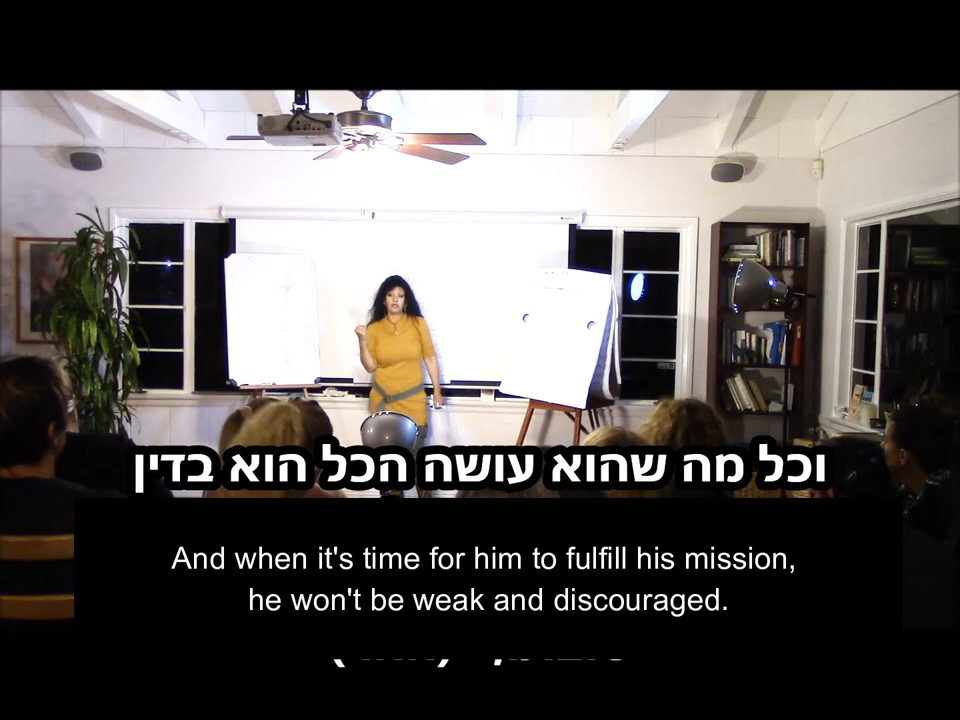 וכל מה שהוא עושה הכל הוא בדין
And when it's time for him to fulfill his mission,
he won't be weak and discouraged.